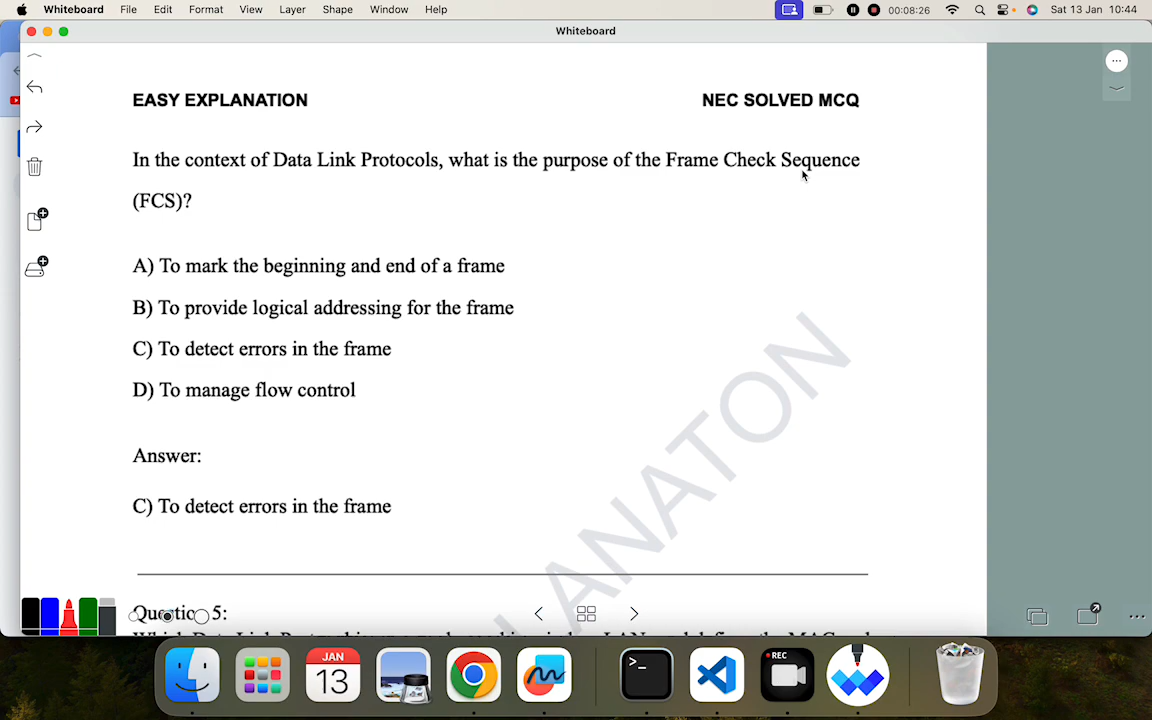 Whiteboard File Edit Format View Layer Shape Window Help 00:08:26 Sat 13 Jan 10:44
Whiteboard
EASY EXPLANATION NEC SOLVED MCQ
In the context of Data Link Protocols, what is the purpose of the Frame Check Sequence
(FCS)?
A) To mark the beginning and end of a frame
B) To provide logical addressing for the frame
C) To detect errors in the frame
D) To manage flow control
Answer:
C) To detect errors in the frame
LANATON
Question 5:
JAN
13
REC